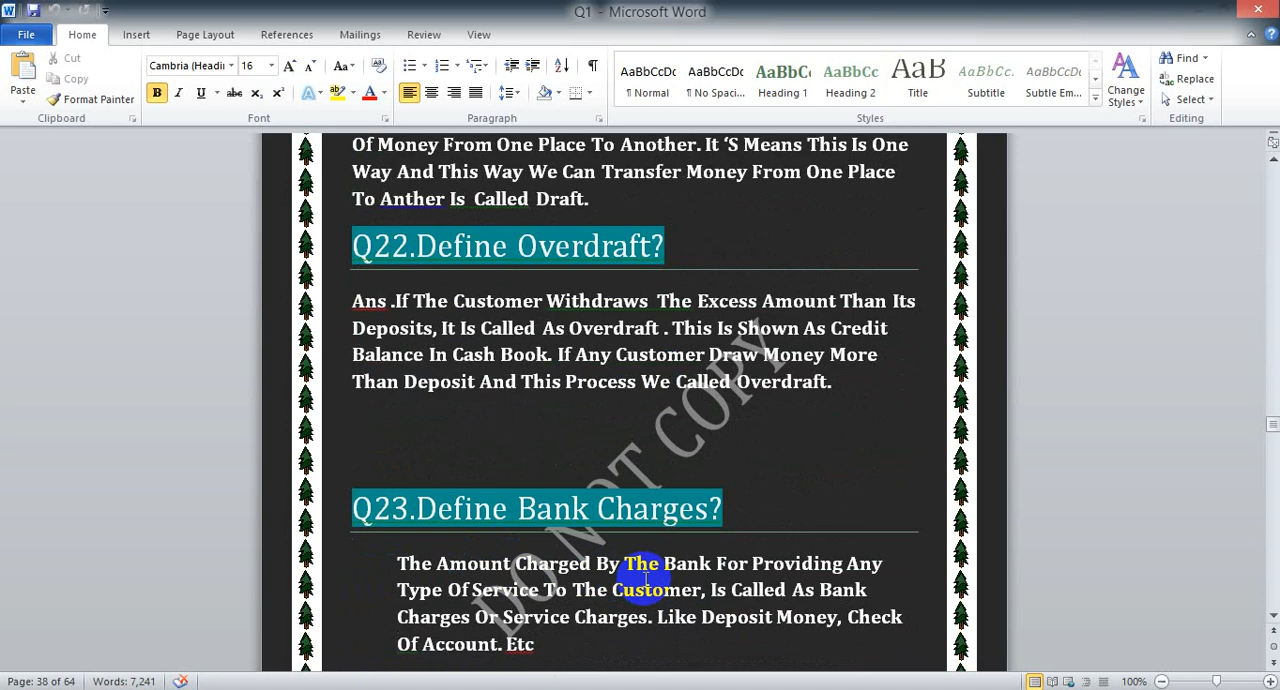 Q1 - Microsoft Word
File Home Insert Page Layout References Mailings Review View
Paste
Cut
Copy
Format Painter
Clipboard
Cambria (Headi 16
Font
Paragraph
AaBbCcDc AaBbCcDc AaBbC AaBbCc AaB AaBbCc. AaBbCcD...
¶ Normal ¶ No Spaci... Heading 1 Heading 2 Title Subtitle Subtle Em...
Styles
Change Styles
Find
Replace
Select
Editing
Of Money From One Place To Another. It ‘S Means This Is One
Way And This Way We Can Transfer Money From One Place
To Anther Is Called Draft.
Q22.Define Overdraft?
Ans .If The Customer Withdraws The Excess Amount Than Its
Deposits, It Is Called As Overdraft . This Is Shown As Credit
Balance In Cash Book. If Any Customer Draw Money More
Than Deposit And This Process We Called Overdraft.
Q23.Define Bank Charges?
The Amount Charged By The Bank For Providing Any
Type Of Service To The Customer, Is Called As Bank
Charges Or Service Charges. Like Deposit Money, Check
Of Account. Etc
DO NOT COPY
Page: 38 of 64 Words: 7,241 100%